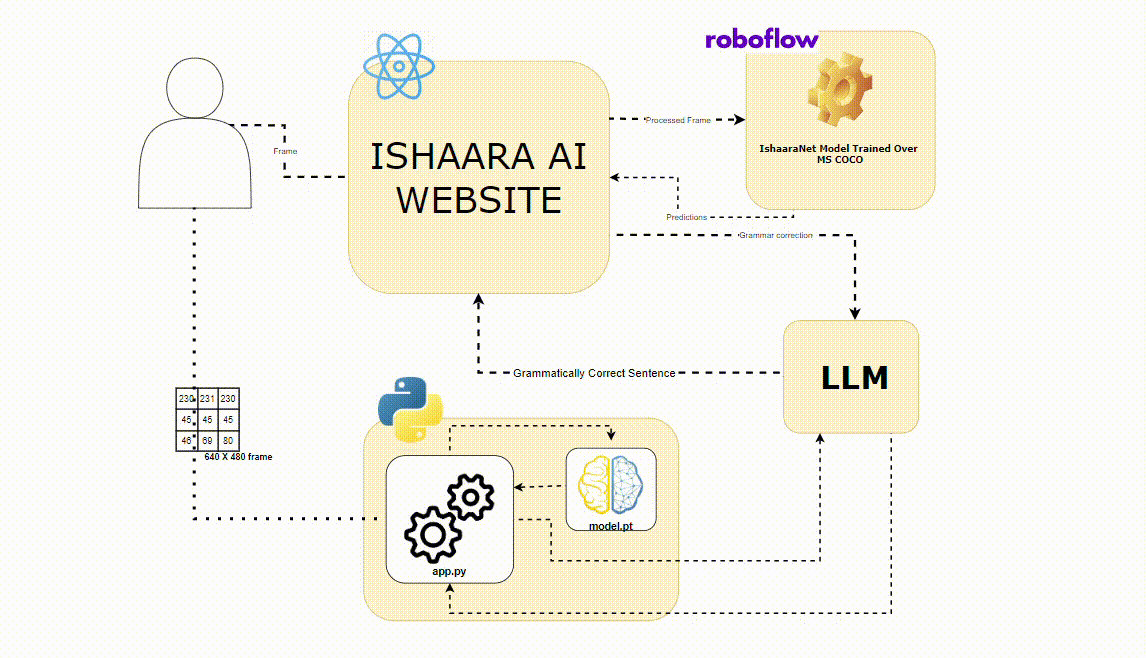 roboflow
ISHAARA AI
WEBSITE
Frame
Processed Frame
IshaaraNet Model Trained Over
MS COCO
Predictions
Grammar correction
LLM
Grammatically Correct Sentence
230 231 230
45 45 45
46 69 80
640 X 480 frame
model.pt
app.py